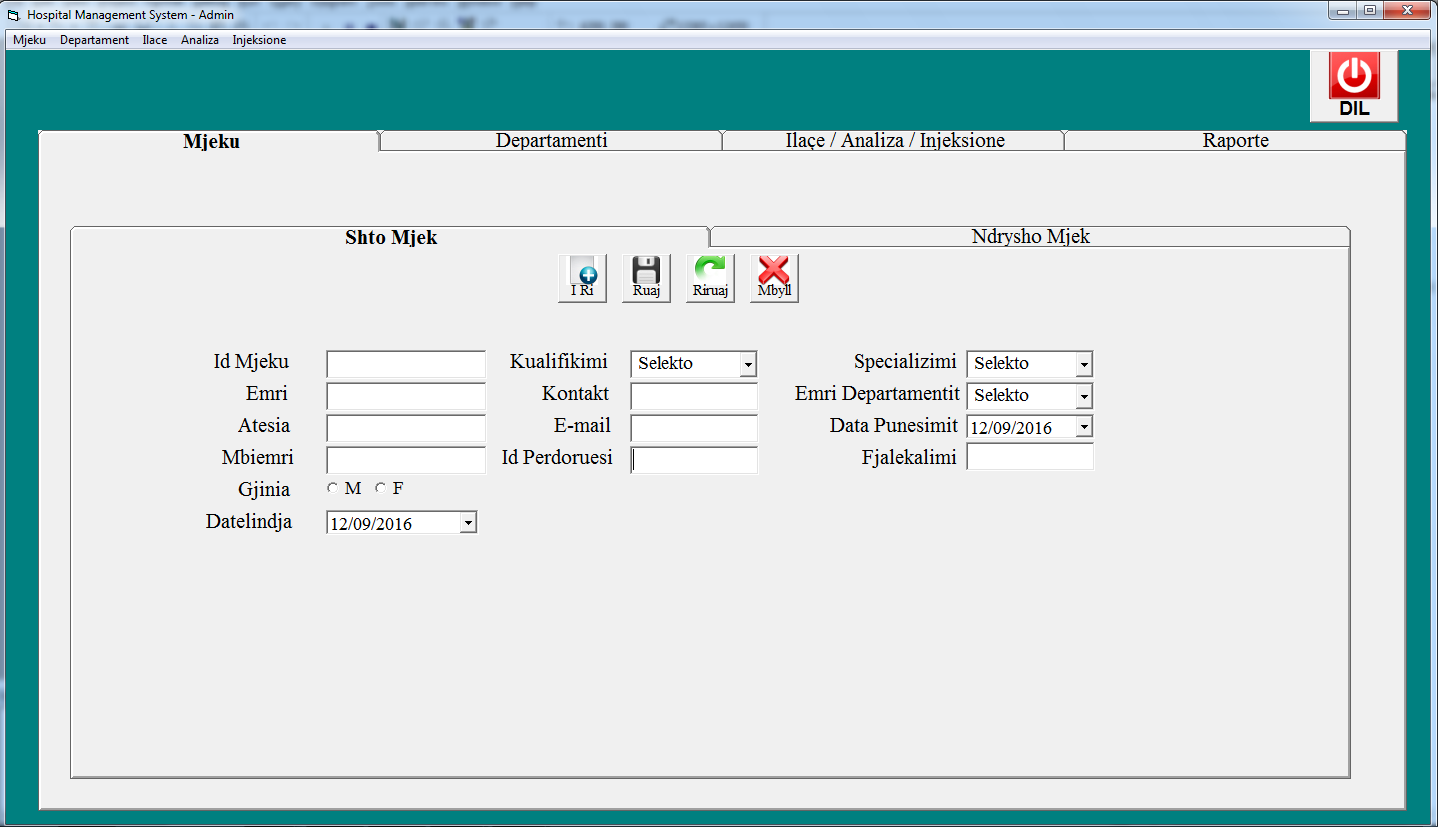 Hospital Management System - Admin
Mjeku Departament Ilace Analiza Injeksione
DIL
Mjeku Departamenti Ilaçe / Analiza / Injeksione Raporte
Shto Mjek Ndrysho Mjek
I Ri Ruaj Riruaj Mbyll
Id Mjeku Kualifikimi Selekto Specializimi Selekto
Emri Kontakt Emri Departamentit Selekto
Atesia E-mail Data Punesimit 12/09/2016
Mbiemri Id Perdoruesi Fjalekalimi
Gjinia M F
Datelindja 12/09/2016